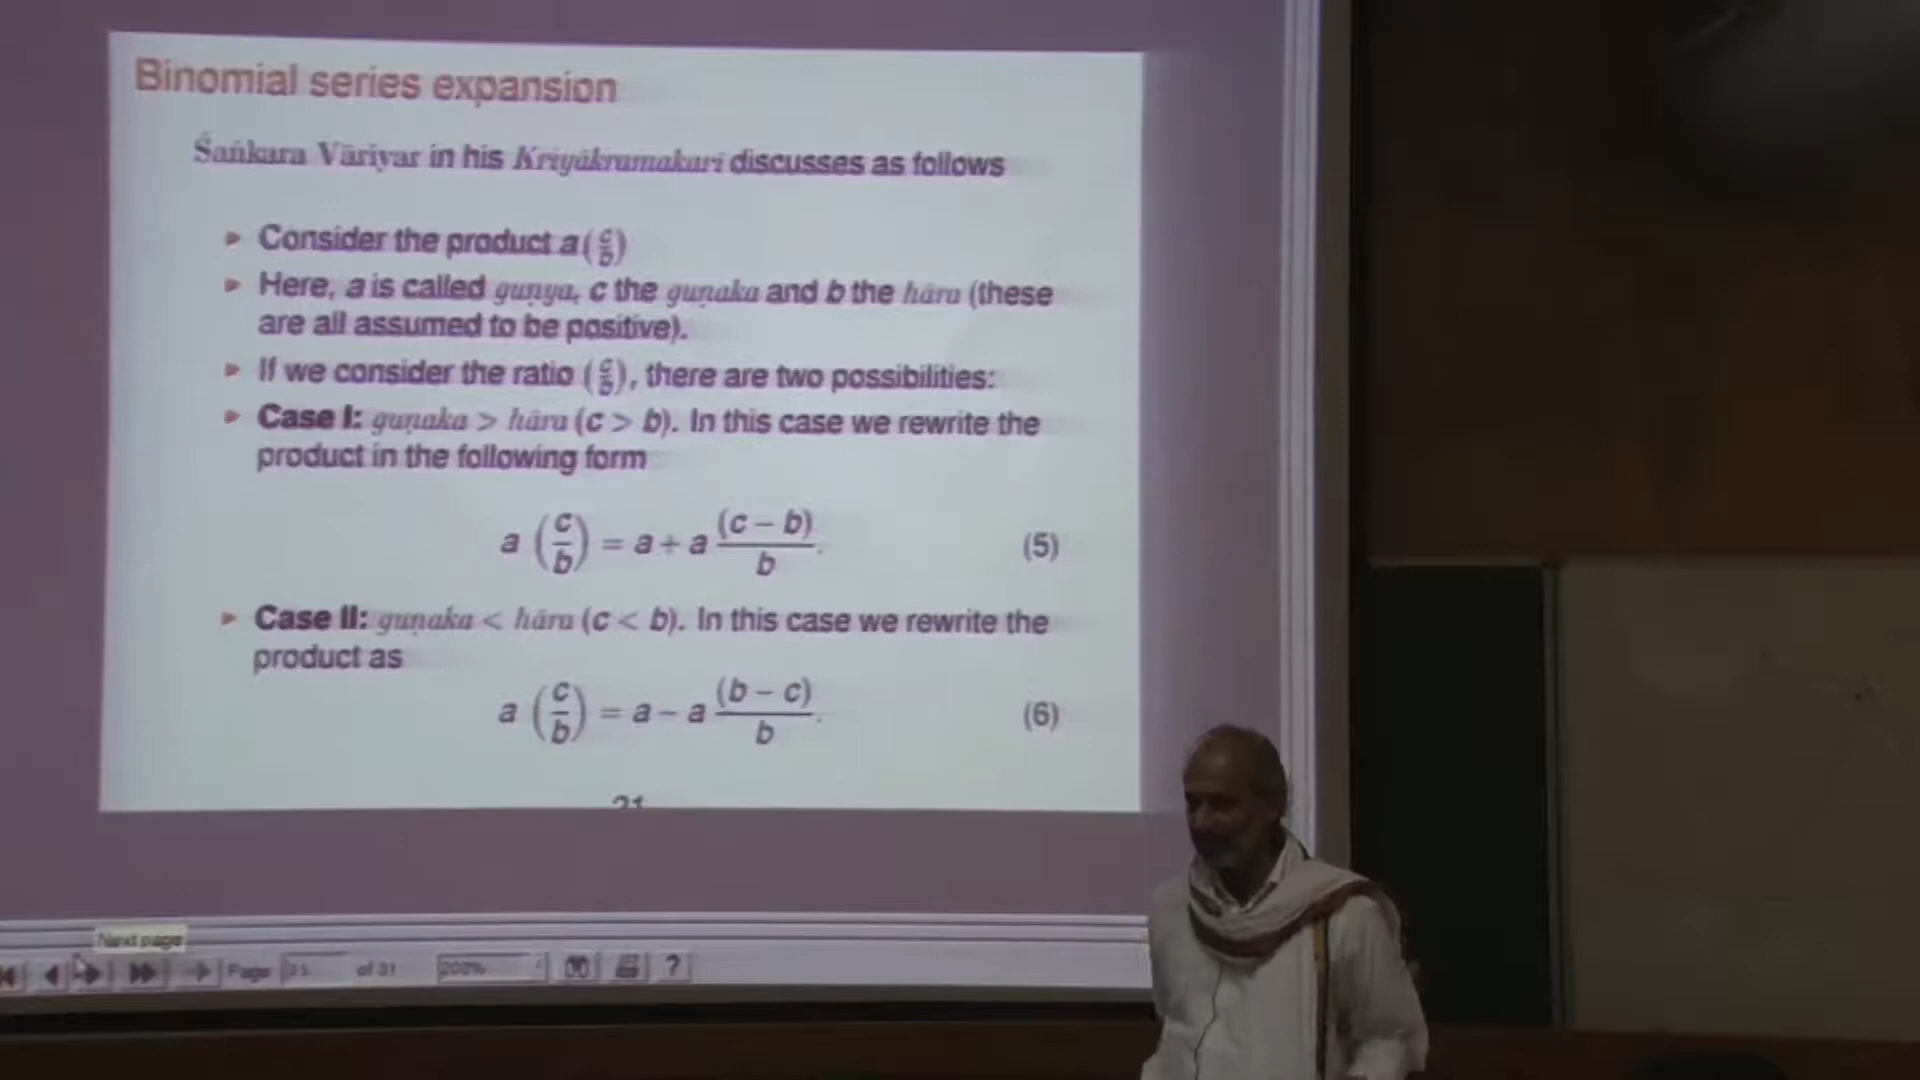 Binomial series expansion
Śaṅkara Vāriyar in his Kriyākramakarī discusses as follows
Consider the product a(c/b)
Here, a is called guṇya, c the guṇaka and b the hāra (these
are all assumed to be positive).
If we consider the ratio (c/b), there are two possibilities:
Case I: guṇaka > hāra (c > b). In this case we rewrite the
product in the following form
a (c/b) = a + a (c − b)/b. (5)
Case II: guṇaka < hāra (c < b). In this case we rewrite the
product as
a (c/b) = a − a (b − c)/b. (6)
21
Next page
Page 21 of 31 200% ?